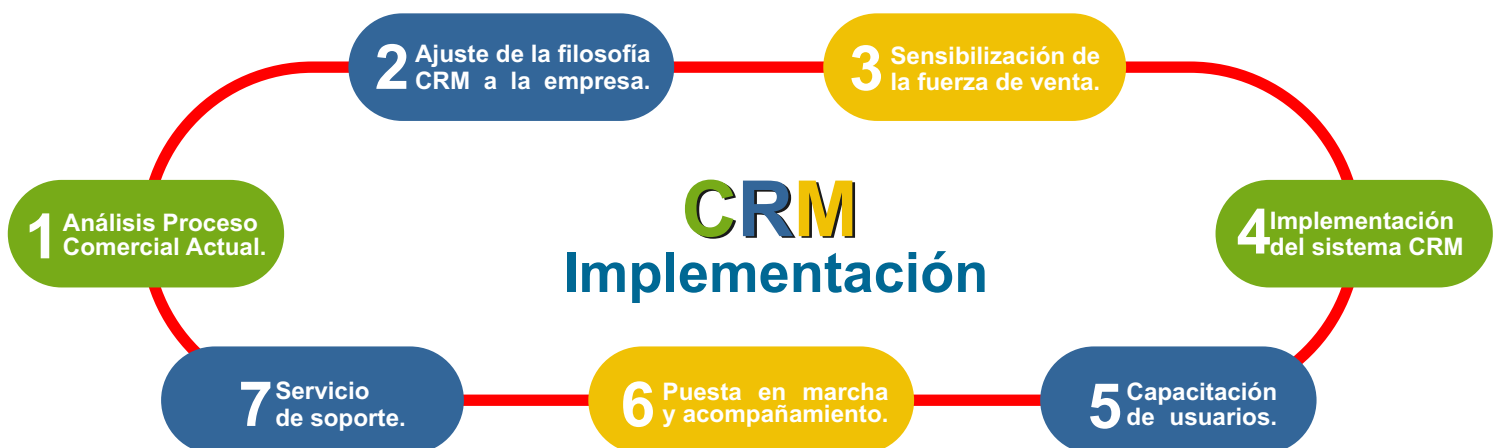 2 Ajuste de la filosofía
CRM a la empresa.
3 Sensibilización de
la fuerza de venta.
1 Análisis Proceso
Comercial Actual.
CRM
Implementación
4 Implementación
del sistema CRM
7 Servicio
de soporte.
6 Puesta en marcha
y acompañamiento.
5 Capacitación
de usuarios.